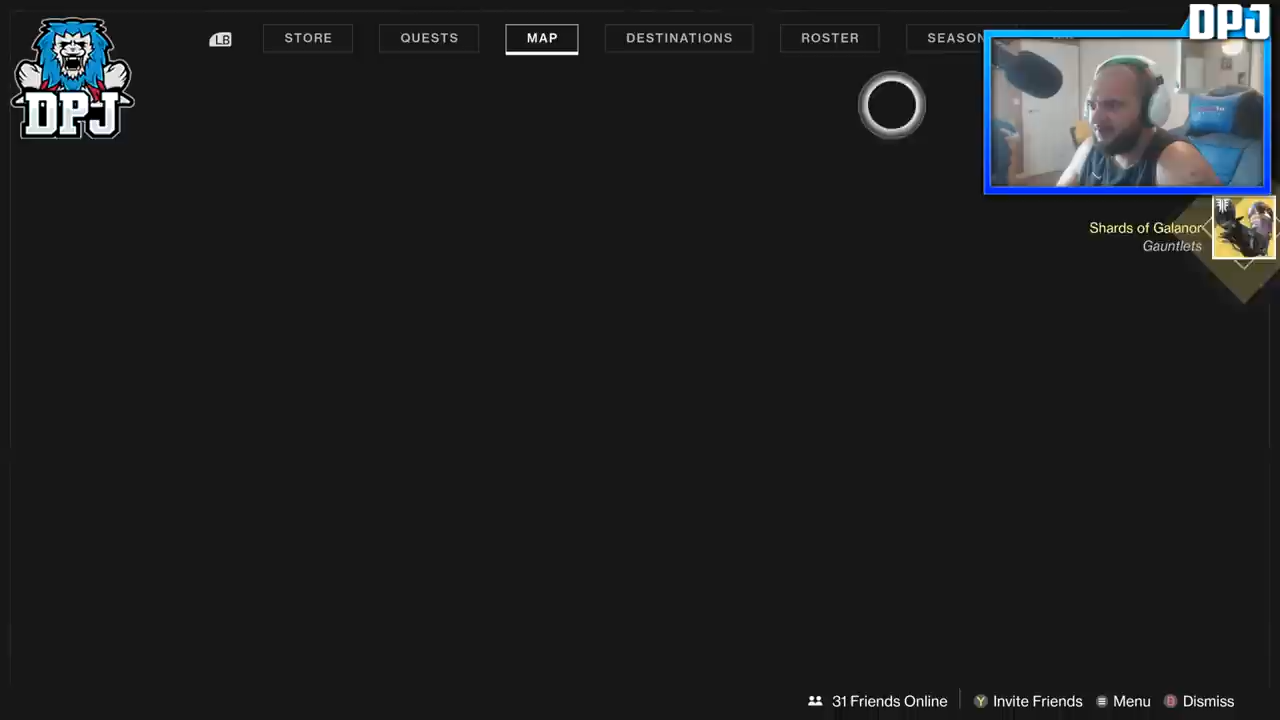 DPJ
LB
STORE
QUESTS
MAP
DESTINATIONS
ROSTER
SEASON
DPJ
Shards of Galanor
Gauntlets
31 Friends Online
Y Invite Friends
Menu
B Dismiss